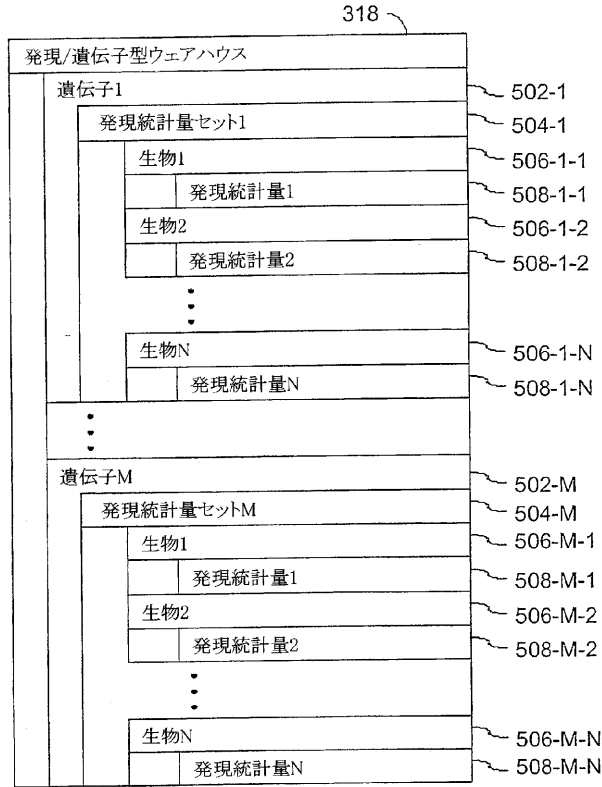 318
発現/遺伝子型ウェアハウス
遺伝子1
502-1
発現統計量セット1
504-1
生物1
506-1-1
発現統計量1
508-1-1
生物2
506-1-2
発現統計量2
508-1-2
生物N
506-1-N
発現統計量N
508-1-N
遺伝子M
502-M
発現統計量セットM
504-M
生物1
506-M-1
発現統計量1
508-M-1
生物2
506-M-2
発現統計量2
508-M-2
生物N
506-M-N
発現統計量N
508-M-N